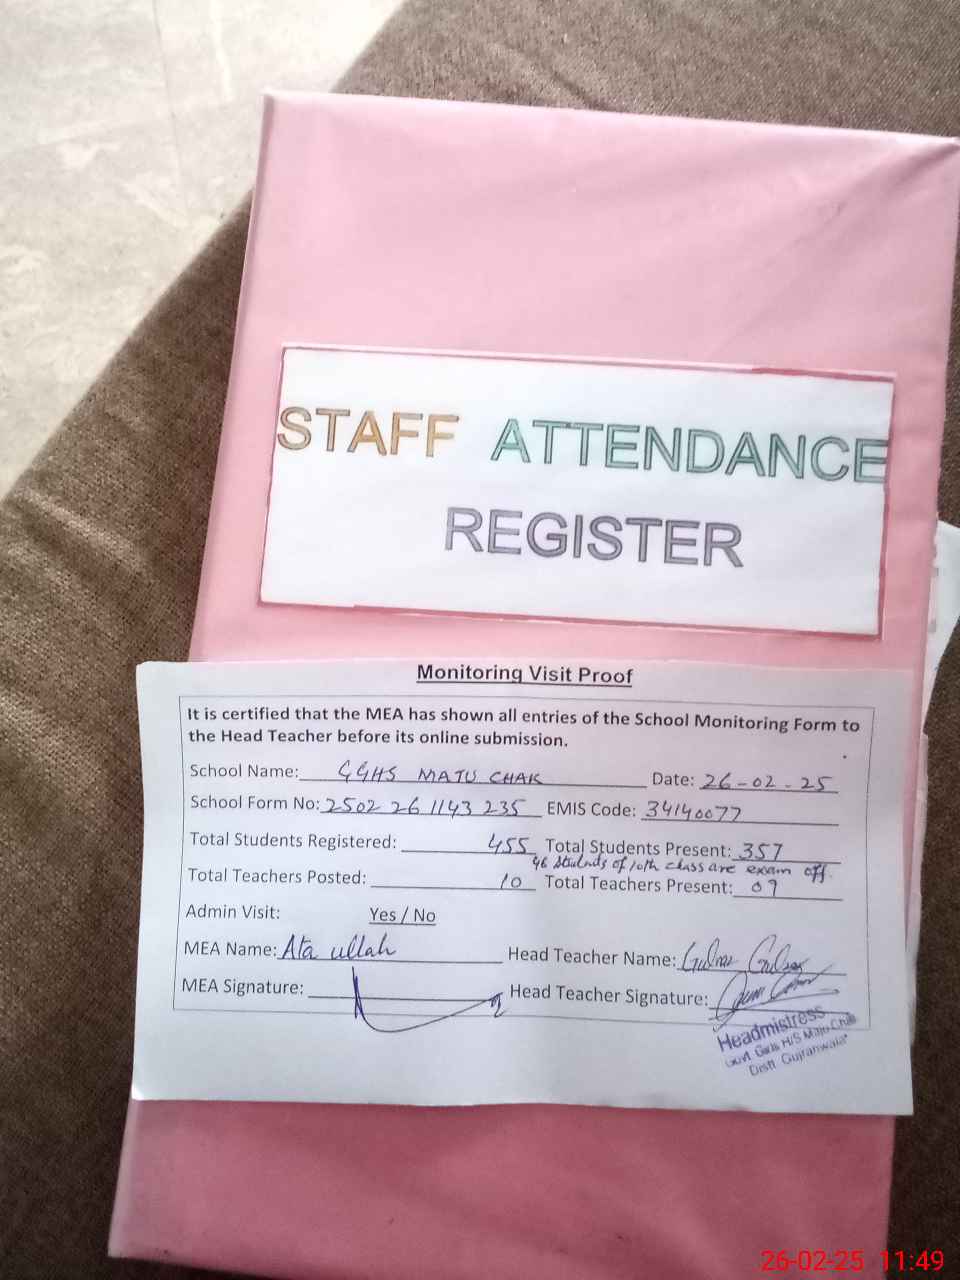 STAFF ATTENDANCE
REGISTER
Monitoring Visit Proof
It is certified that the MEA has shown all entries of the School Monitoring Form to
the Head Teacher before its online submission.
School Name: GGHS MATU CHAK Date: 26-02-25
School Form No: 2502 26 1143 235 EMIS Code: 34140077
Total Students Registered: 455 Total Students Present: 357
46 students of 10th class are exam off.
Total Teachers Posted: 10 Total Teachers Present: 09
Admin Visit: Yes / No
MEA Name: Ata ullah Head Teacher Name: Gulnaz
MEA Signature: Head Teacher Signature:
Headmistress
Govt. Girls H/S Matu Chak
Distt. Gujranwala
26-02-25 11:49